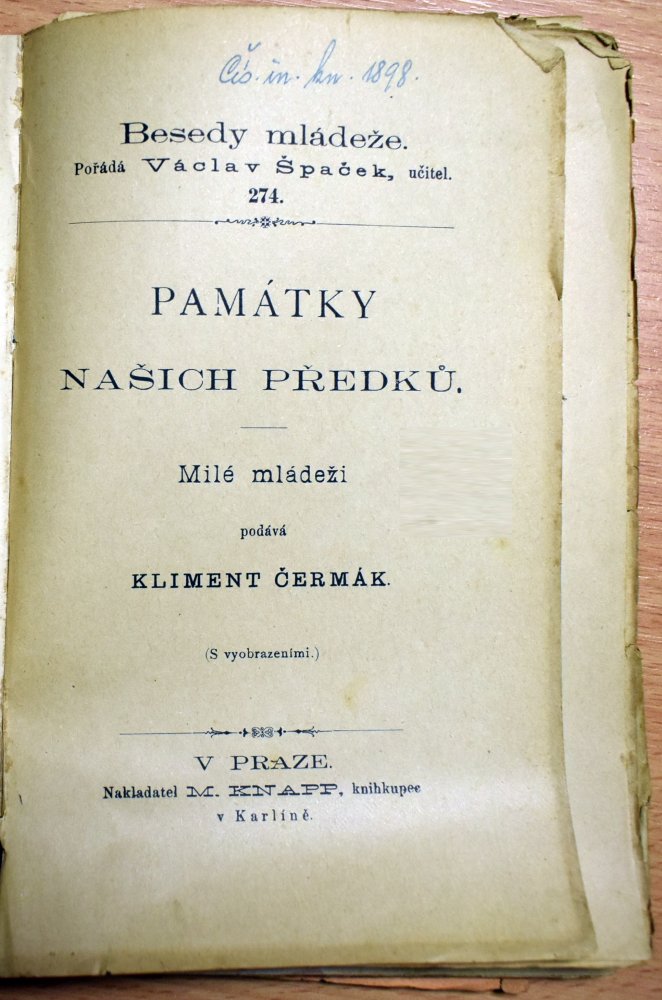 Čís. in. kn. 1898.
Besedy mládeže.
Pořádá Václav Špaček, učitel.
274.
PAMÁTKY
NAŠICH PŘEDKŮ.
Milé mládeži
podává
KLIMENT ČERMÁK.
(S vyobrazeními.)
V PRAZE.
Nakladatel M. KNAPP, knihkupec
v Karlíně.